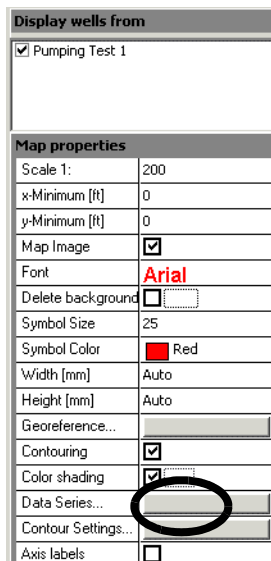 Display wells from
Pumping Test 1
Map properties
Scale 1: 200
x-Minimum [ft] 0
y-Minimum [ft] 0
Map Image
Font Arial
Delete background
Symbol Size 25
Symbol Color Red
Width [mm] Auto
Height [mm] Auto
Georeference...
Contouring
Color shading
Data Series...
Contour Settings...
Axis labels